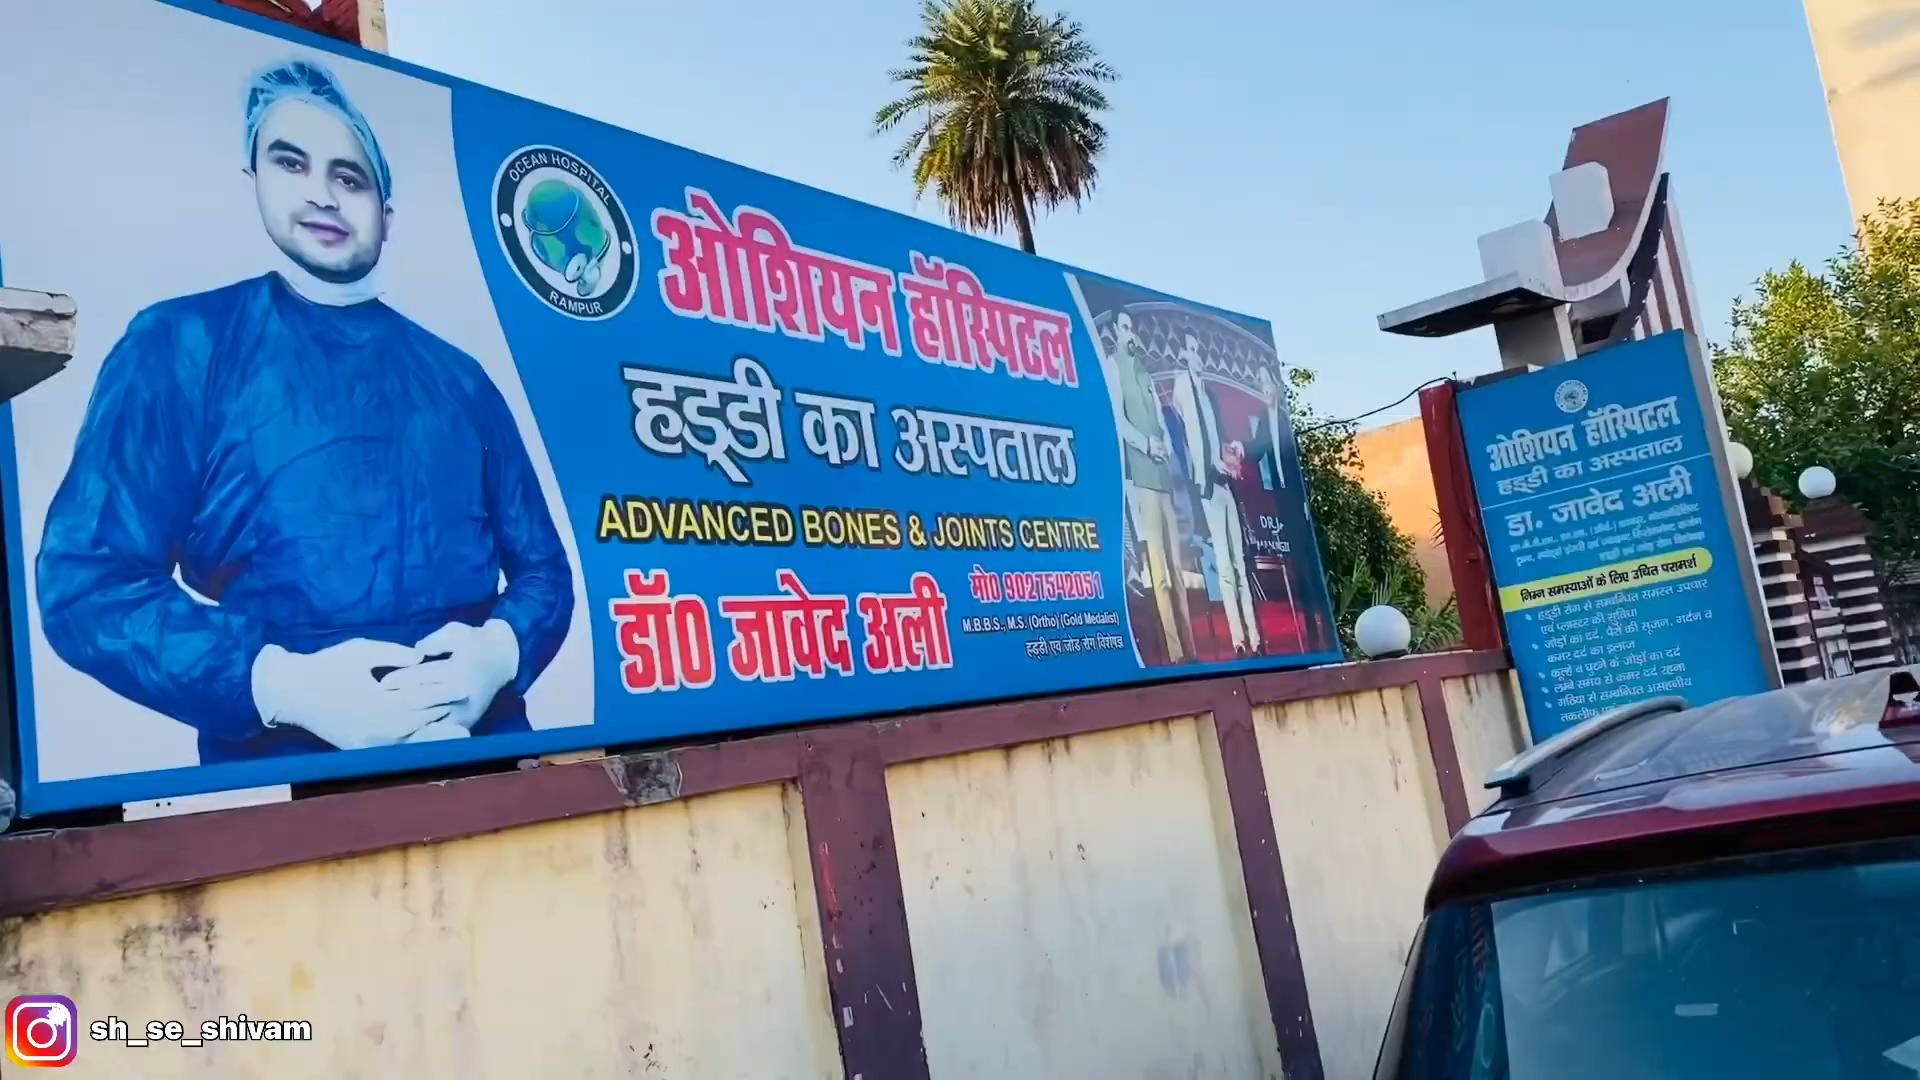 OCEAN HOSPITAL
RAMPUR
ओशियन हॉस्पिटल
हड्डी का अस्पताल
ADVANCED BONES & JOINTS CENTRE
डॉ0 जावेद अली
मो0 9027542051
M.B.B.S., M.S. (Ortho) (Gold Medalist)
हड्डी एवं जोड़ रोग विशेषज्ञ
ओशियन हॉस्पिटल
हड्डी का अस्पताल
डा. जावेद अली
निम्न समस्याओं के लिए उचित परामर्श
हड्डी रोग से सम्बन्धित समस्त उपचार
एवं प्लास्टर की सुविधा
जोड़ों का दर्द, पैरों की सूजन, गर्दन व
कमर दर्द का इलाज
कूल्हे व घुटने के जोड़ों का दर्द
लम्बे समय से कमर दर्द रहना
गठिया से सम्बन्धित असहनीय
तकलीफ
sh_se_shivam